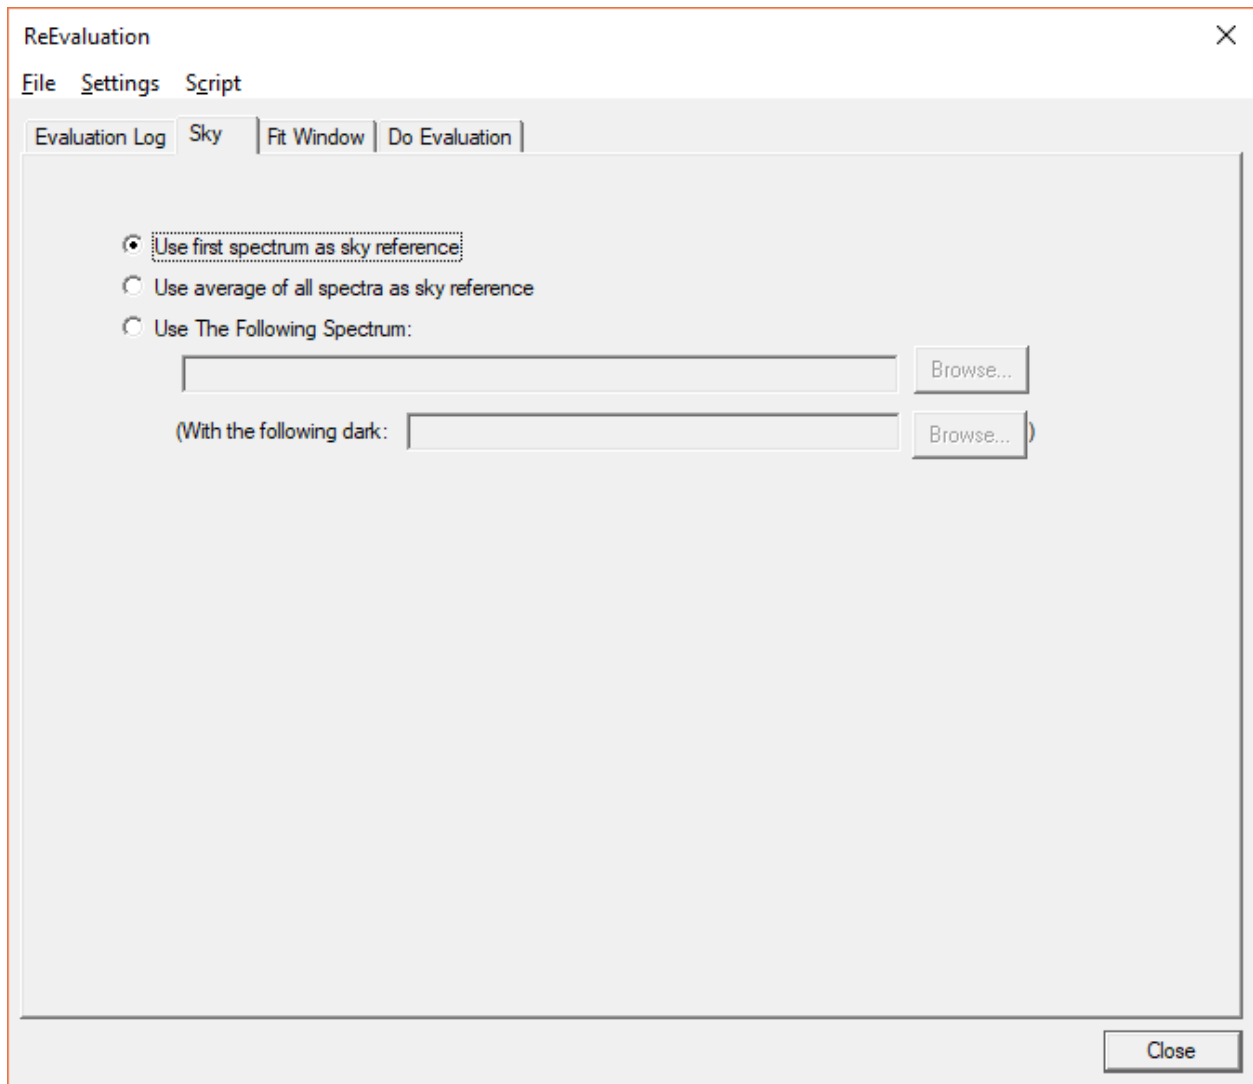 ReEvaluation
File Settings Script
Evaluation Log Sky Fit Window Do Evaluation
Use first spectrum as sky reference
Use average of all spectra as sky reference
Use The Following Spectrum:
Browse...
(With the following dark: Browse... )
Close